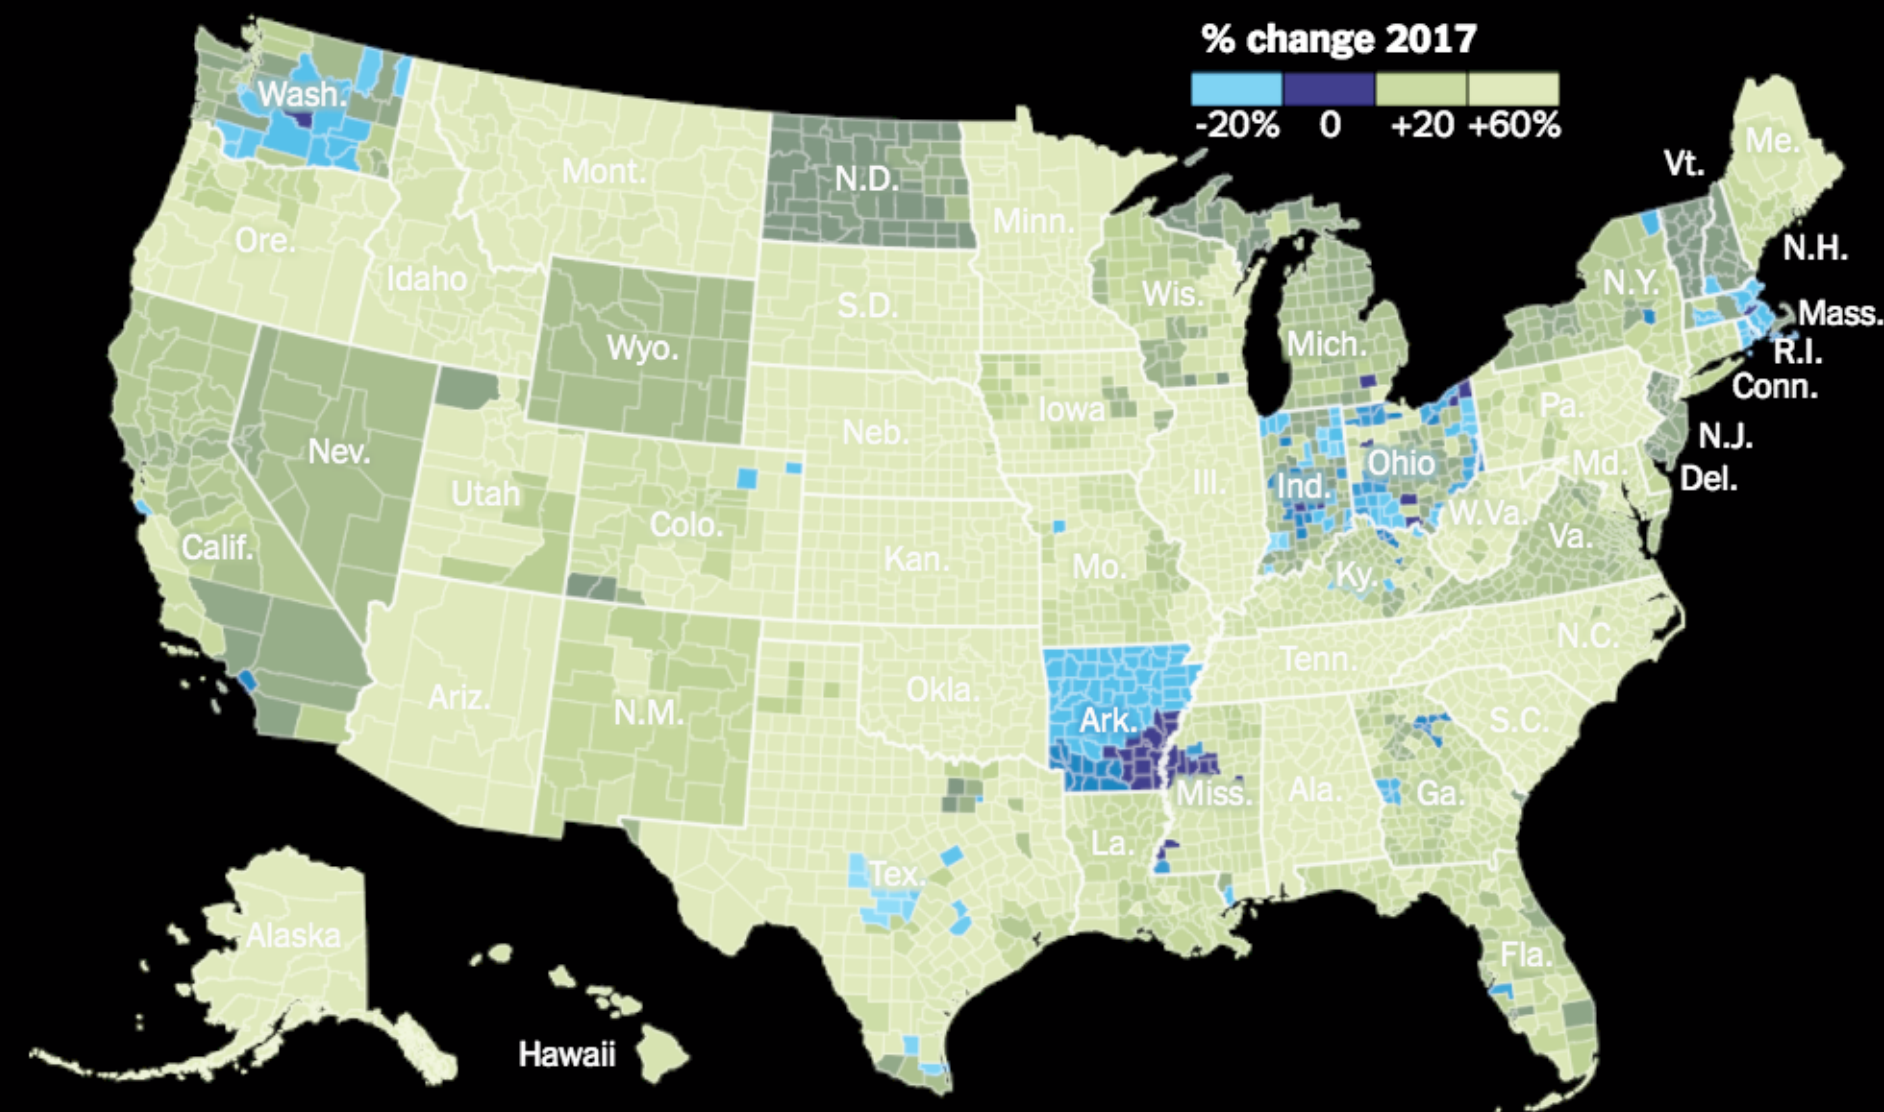 % change 2017
-20% 0 +20 +60%
Wash.
Mont.
N.D.
Minn.
Vt.
Me.
Ore.
Idaho
S.D.
Wis.
N.Y.
N.H.
Wyo.
Mich.
Mass.
R.I.
Conn.
Nev.
Neb.
Iowa
Pa.
N.J.
Utah
Colo.
Ill.
Ind.
Ohio
Md.
Del.
Calif.
Kan.
Mo.
Ky.
W.Va.
Va.
Ariz.
N.M.
Okla.
Ark.
Tenn.
N.C.
Tex.
La.
Miss.
Ala.
Ga.
S.C.
Alaska
Hawaii
Fla.